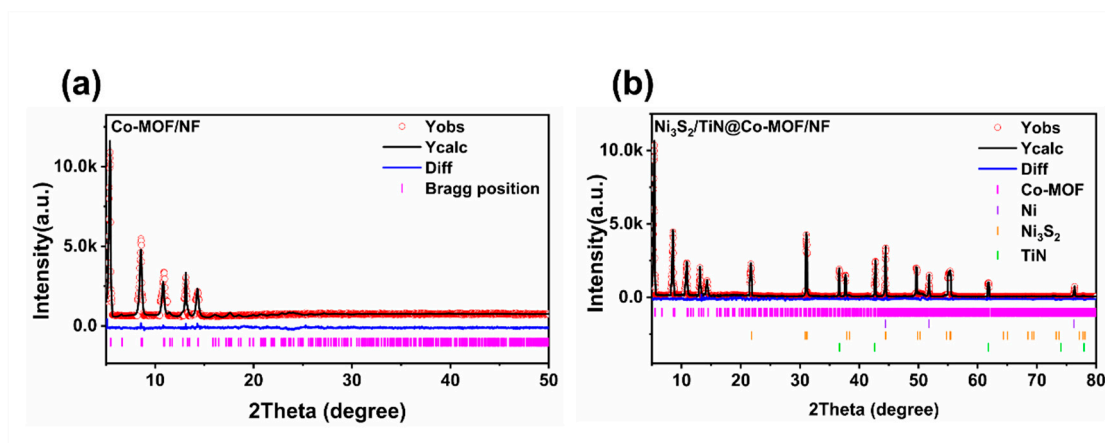 (a)
Co-MOF/NF
Yobs
Ycalc
Diff
Bragg position
10.0k
5.0k
0.0
Intensity(a.u.)
10 20 30 40 50
2Theta (degree)
(b)
Ni₃S₂/TiN@Co-MOF/NF
Yobs
Ycalc
Diff
Co-MOF
Ni
Ni₃S₂
TiN
10.0k
5.0k
0.0
Intensity(a.u.)
10 20 30 40 50 60 70 80
2Theta (degree)